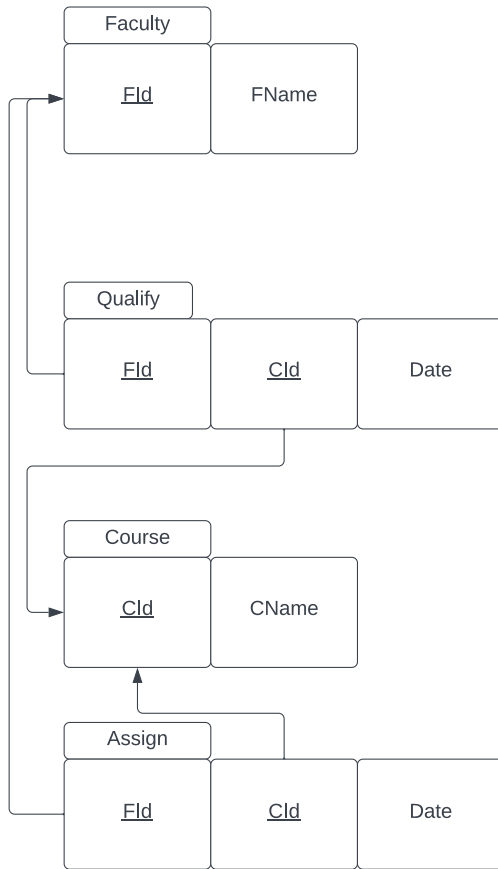 Faculty
FId FName
Qualify
FId CId Date
Course
CId CName
Assign
FId CId Date